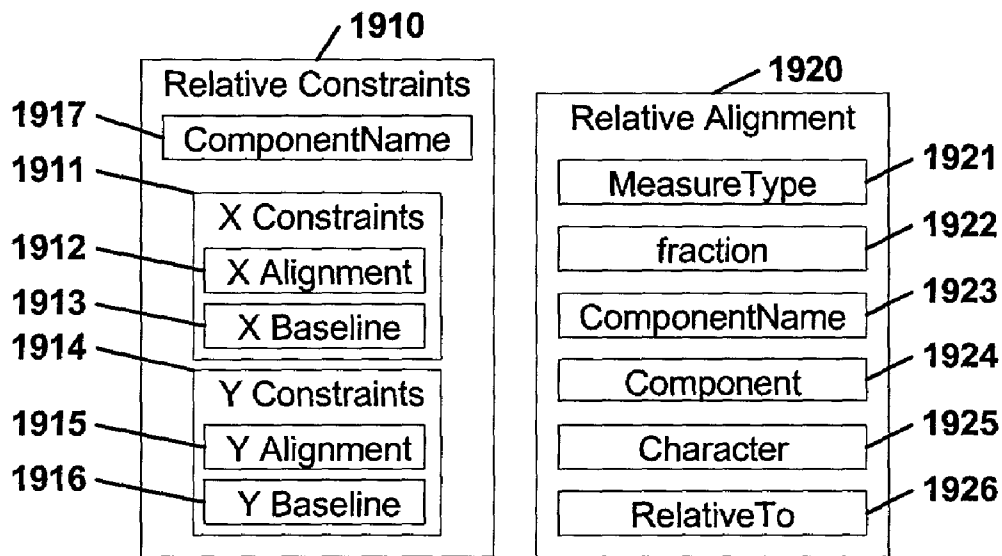 1910
Relative Constraints
1917
ComponentName
1911
X Constraints
1912
X Alignment
1913
X Baseline
1914
Y Constraints
1915
Y Alignment
1916
Y Baseline
1920
Relative Alignment
1921
MeasureType
1922
fraction
1923
ComponentName
1924
Component
1925
Character
1926
RelativeTo